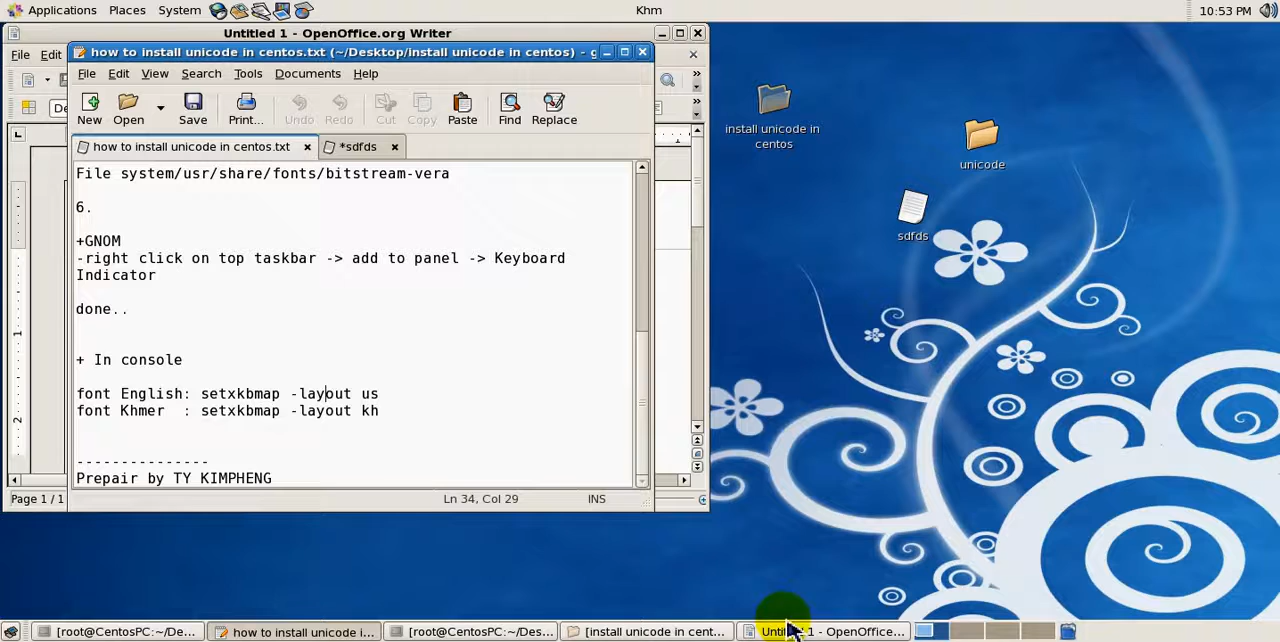 Applications Places System Khm 10:53 PM
Untitled 1 - OpenOffice.org Writer
File Edit
how to install unicode in centos.txt (~/Desktop/install unicode in centos) - g
File Edit View Search Tools Documents Help
New Open Save Print... Undo Redo Cut Copy Paste Find Replace
how to install unicode in centos.txt *sdfds
File system/usr/share/fonts/bitstream-vera
6.
+GNOM
-right click on top taskbar -> add to panel -> Keyboard
Indicator
done..
+ In console
font English: setxkbmap -layout us
font Khmer : setxkbmap -layout kh
---------------
Prepair by TY KIMPHENG
Ln 34, Col 29 INS
Page 1 / 1
1
2
install unicode in
centos
unicode
sdfds
[root@CentosPC:~/De... how to install unicode i... [root@CentosPC:~/Des... [install unicode in cent... 1 - OpenOffice...